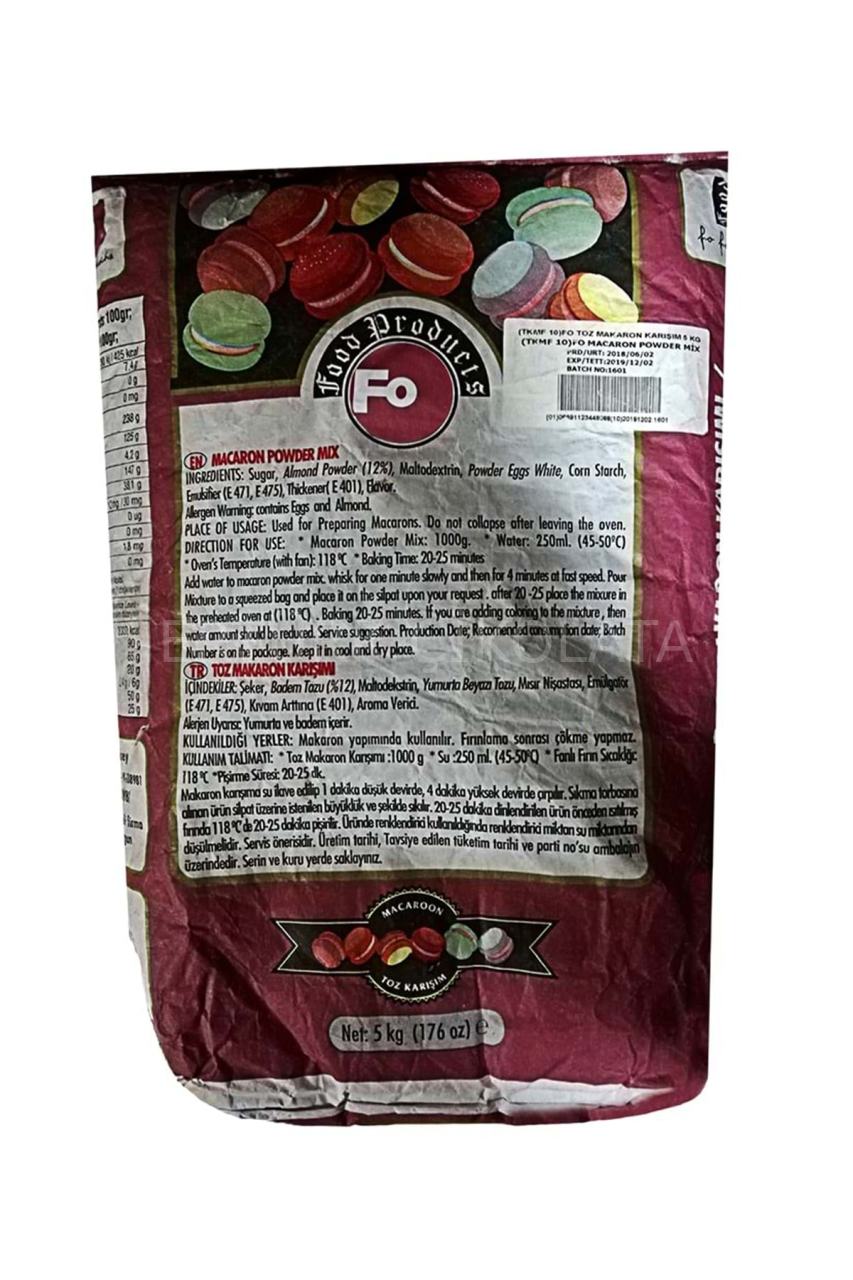 Food Products
Fo
(TKMF 10)FO TOZ MAKARON KARIŞIM 5 KG
(TKMF 10)FO MACARON POWDER MİX
PRD/URT: 2018/06/02
EXP/TETT:2019/12/02
BATCH NO:1601
EN MACARON POWDER MIX
INGREDIENTS: Sugar, Almond Powder (12%), Maltodextrin, Powder Eggs White, Corn Starch,
Emulsifier (E 471, E 475), Thickener( E 401), Flavor.
Allergen Warning: contains Eggs and Almond.
PLACE OF USAGE: Used for Preparing Macarons. Do not collapse after leaving the oven.
DIRECTION FOR USE: * Macaron Powder Mix: 1000g. * Water: 250ml. (45-50°C)
* Oven's Temperature (with fan): 118 °C * Baking Time: 20-25 minutes
Add water to macaron powder mix. whisk for one minute slowly and then for 4 minutes at fast speed. Pour
Mixture to a squeezed bag and place it on the silpat upon your request . after 20 -25 place the mixure in
the preheated oven at (118 °C) . Baking 20-25 minutes. If you are adding coloring to the mixture , then
water amount should be reduced. Service suggestion. Production Date; Recomended consumption date; Batch
Number is on the package. Keep it in cool and dry place.
TR TOZ MAKARON KARIŞIMI
İÇİNDEKİLER: Şeker, Badem Tozu (%12), Maltodekstrin, Yumurta Beyazı Tozu, Mısır Nişastası, Emülgatör
(E 471, E 475), Kıvam Arttırıcı (E 401), Aroma Verici.
Alerjen Uyarısı: Yumurta ve badem içerir.
KULLANILDIĞI YERLER: Makaron yapımında kullanılır. Fırınlama sonrası çökme yapmaz.
KULLANIM TALİMATI: * Toz Makaron Karışımı :1000 g * Su :250 ml. (45-50°C) * Fanlı Fırın Sıcaklığı:
118 °C *Pişirme Süresi: 20-25 dk.
Makaron karışıma su ilave edilip 1 dakika düşük devirde, 4 dakika yüksek devirde çırpılır. Sıkma torbasına
alınan ürün silpat üzerine istenilen büyüklük ve şekilde sıkılır. 20-25 dakika dinlendirilen ürün önceden ısıtılmış
fırında 118 °C de 20-25 dakika pişirilir. Üründe renklendirici kullanıldığında renklendirici miktarı su miktarından
düşülmelidir. Servis önerisidir. Üretim tarihi, Tavsiye edilen tüketim tarihi ve parti no'su ambalajın
üzerindedir. Serin ve kuru yerde saklayınız.
MACAROON
TOZ KARIŞIM
Net: 5 kg (176 oz) e